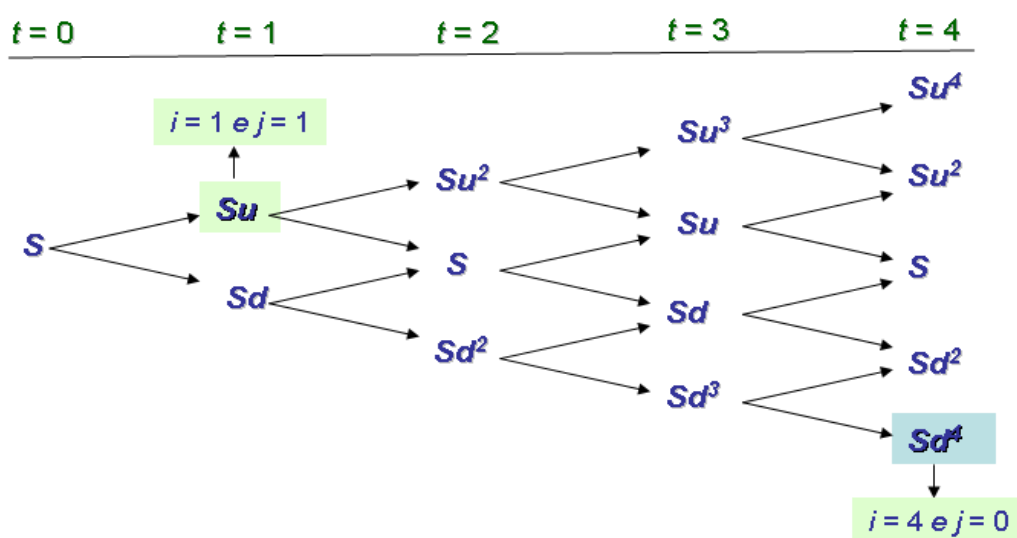 t = 0 t = 1 t = 2 t = 3 t = 4
Su⁴
i = 1 e j = 1
Su³
Su² Su²
Su
Su
S
S
S
Sd
Sd
Sd²
Sd²
Sd³
Sd⁴
i = 4 e j = 0